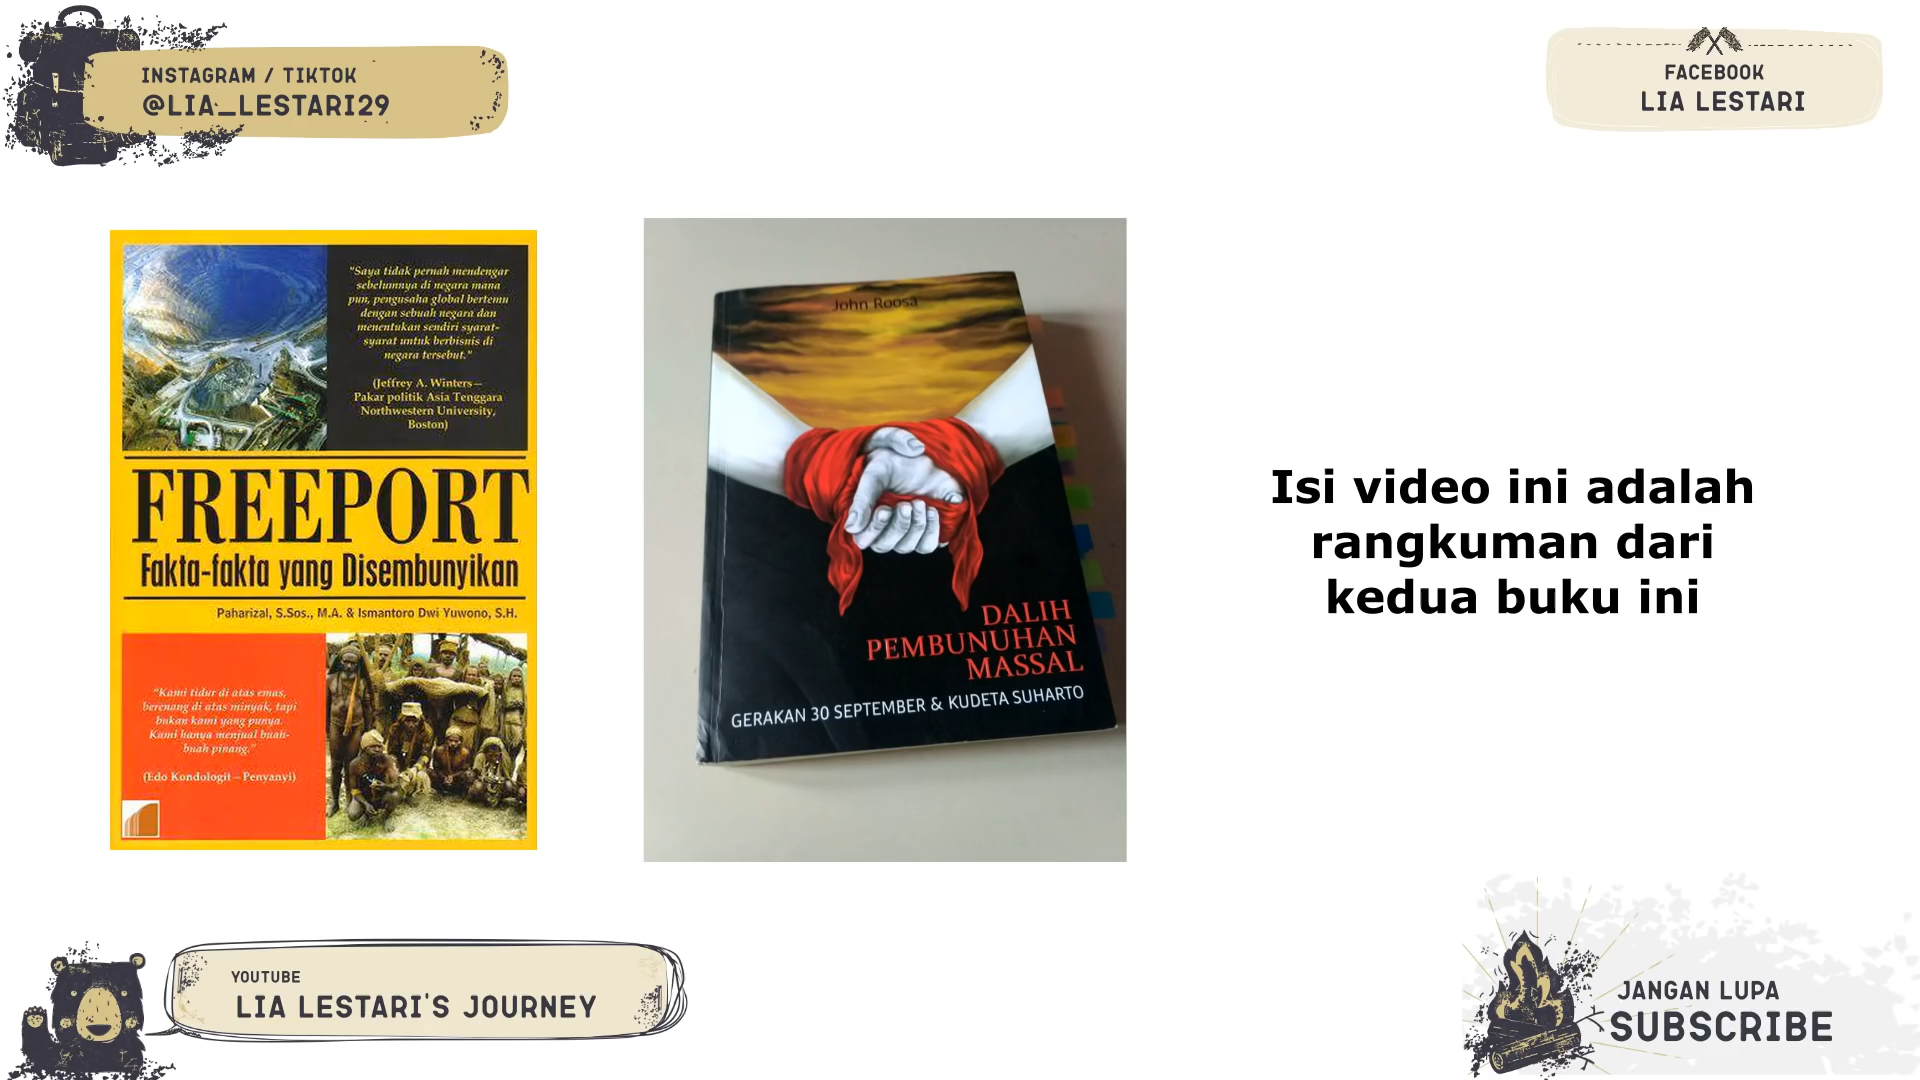 INSTAGRAM / TIKTOK
@LIA_LESTARI29
FACEBOOK
LIA LESTARI
"Saya tidak pernah mendengar
sebelumnya di negara mana
pun, pengusaha global bertemu
dengan sebuah negara dan
menentukan sendiri syarat-
syarat untuk berbisnis di
negara tersebut."
(Jeffrey A. Winters—
Pakar politik Asia Tenggara
Northwestern University,
Boston)
FREEPORT
Fakta-fakta yang Disembunyikan
Paharizal, S.Sos., M.A. & Ismantoro Dwi Yuwono, S.H.
"Kami tidur di atas emas,
berenang di atas minyak, tapi
bukan kami yang punya.
Kami hanya menjual buah-
buah pinang."
(Edo Kondologit – Penyanyi)
John Roosa
DALIH
PEMBUNUHAN
MASSAL
GERAKAN 30 SEPTEMBER & KUDETA SUHARTO
Isi video ini adalah
rangkuman dari
kedua buku ini
YOUTUBE
LIA LESTARI'S JOURNEY
JANGAN LUPA
SUBSCRIBE